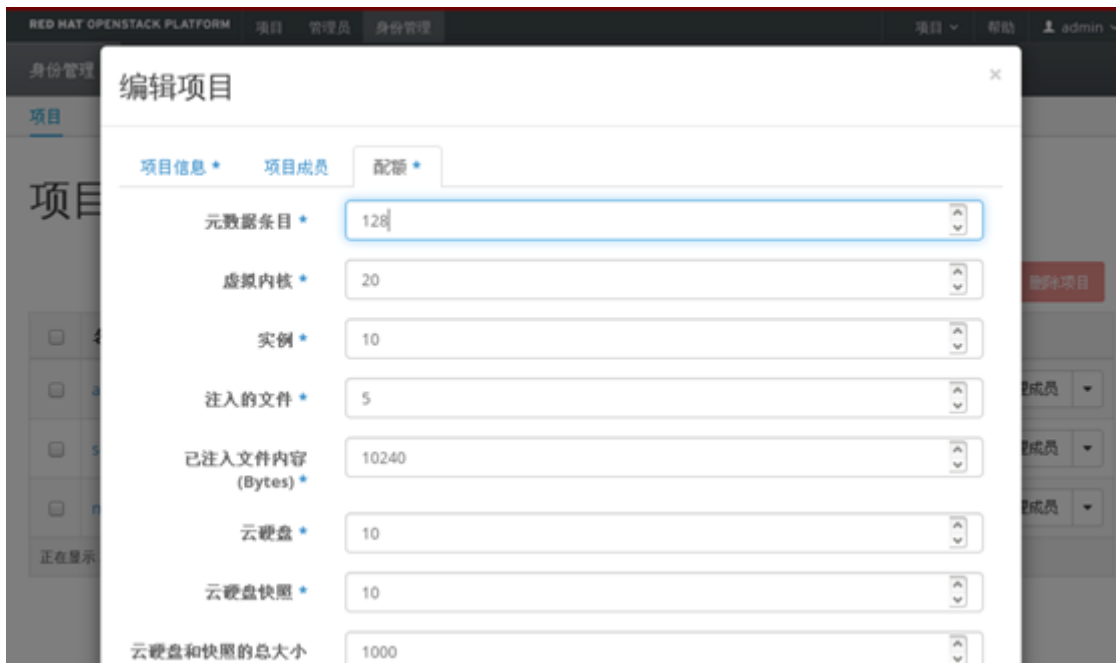 RED HAT OPENSTACK PLATFORM 项目 管理员 身份管理 项目 帮助 admin
身份管理
编辑项目 ×
项目
项目信息 * 项目成员 配额 *
项目
元数据条目 * 128
虚拟内核 * 20
删除项目
实例 * 10
注入的文件 * 5
成员
已注入文件内容 10240
(Bytes) *
成员
云硬盘 * 10
成员
正在显示
云硬盘快照 * 10
云硬盘和快照的总大小 1000